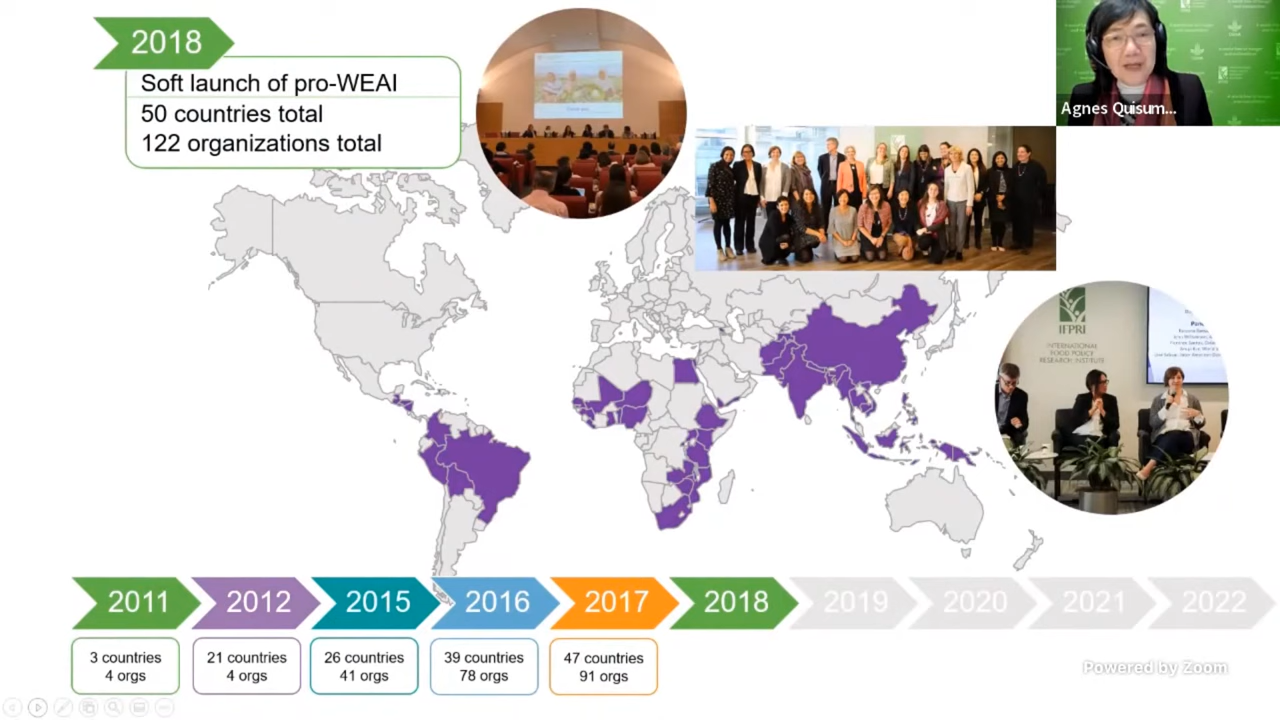 2018
Soft launch of pro-WEAI
50 countries total
122 organizations total
Agnes Quisum...
IFPRI
INTERNATIONAL
FOOD POLICY
RESEARCH INSTITUTE
2011
2012
2015
2016
2017
2018
2019
2020
2021
2022
3 countries
4 orgs
21 countries
4 orgs
26 countries
41 orgs
39 countries
78 orgs
47 countries
91 orgs
Powered by Zoom